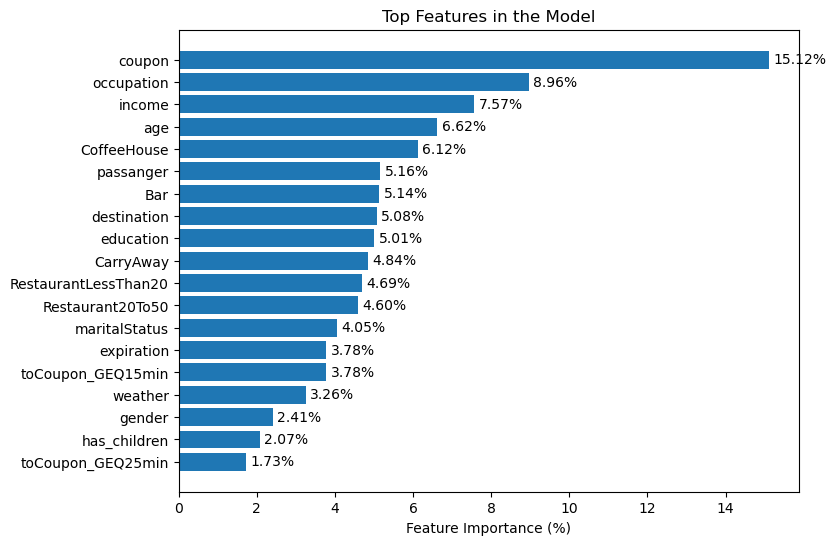 Top Features in the Model
coupon 15.12%
occupation 8.96%
income 7.57%
age 6.62%
CoffeeHouse 6.12%
passanger 5.16%
Bar 5.14%
destination 5.08%
education 5.01%
CarryAway 4.84%
RestaurantLessThan20 4.69%
Restaurant20To50 4.60%
maritalStatus 4.05%
expiration 3.78%
toCoupon_GEQ15min 3.78%
weather 3.26%
gender 2.41%
has_children 2.07%
toCoupon_GEQ25min 1.73%
0 2 4 6 8 10 12 14
Feature Importance (%)